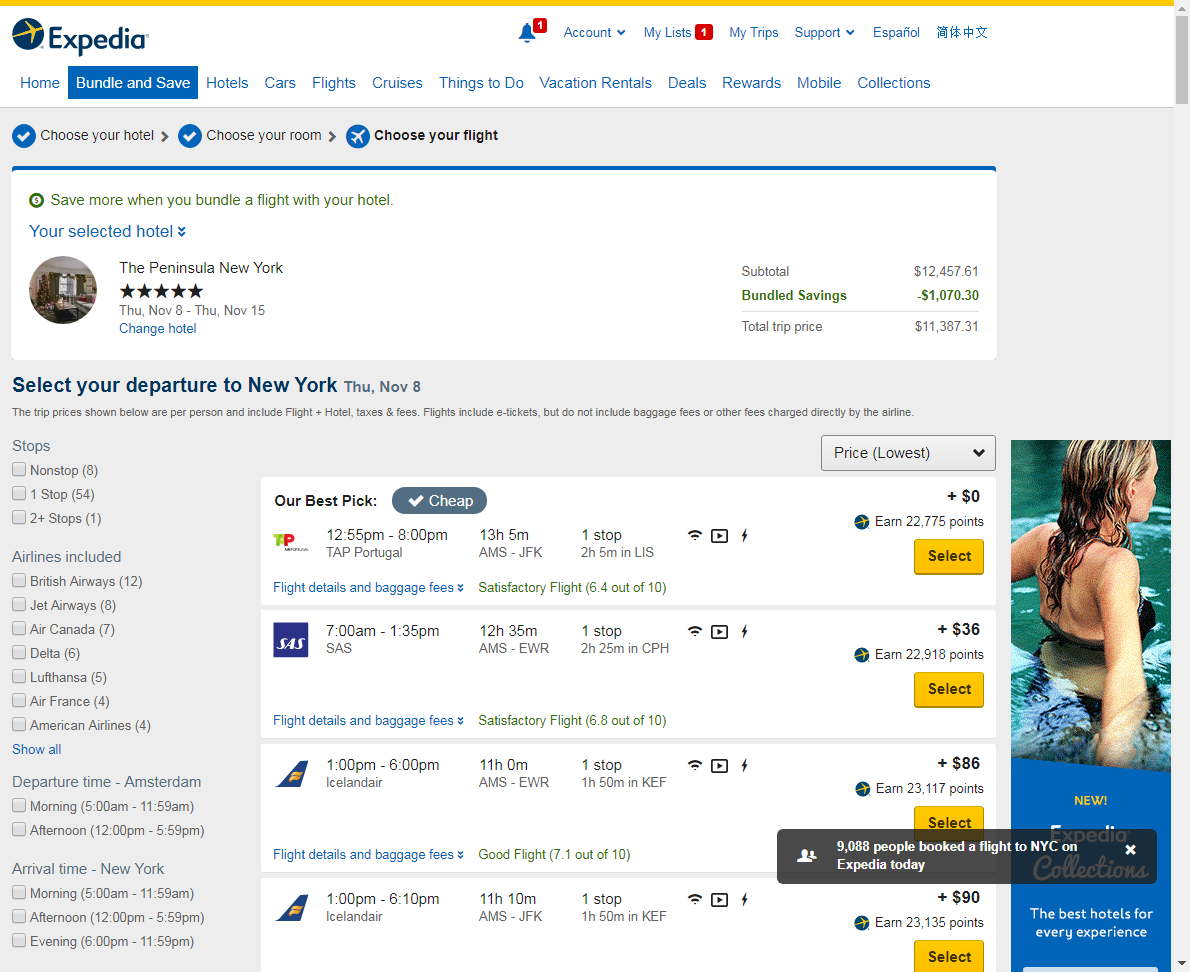 Expedia
1
Account
My Lists 1
My Trips
Support
Español
简体中文
Home
Bundle and Save
Hotels
Cars
Flights
Cruises
Things to Do
Vacation Rentals
Deals
Rewards
Mobile
Collections
Choose your hotel
Choose your room
Choose your flight
Save more when you bundle a flight with your hotel.
Your selected hotel
The Peninsula New York
Thu, Nov 8 - Thu, Nov 15
Change hotel
Subtotal $12,457.61
Bundled Savings -$1,070.30
Total trip price $11,387.31
Select your departure to New York Thu, Nov 8
The trip prices shown below are per person and include Flight + Hotel, taxes & fees. Flights include e-tickets, but do not include baggage fees or other fees charged directly by the airline.
Stops
Nonstop (8)
1 Stop (54)
2+ Stops (1)
Airlines included
British Airways (12)
Jet Airways (8)
Air Canada (7)
Delta (6)
Lufthansa (5)
Air France (4)
American Airlines (4)
Show all
Departure time - Amsterdam
Morning (5:00am - 11:59am)
Afternoon (12:00pm - 5:59pm)
Arrival time - New York
Morning (5:00am - 11:59am)
Afternoon (12:00pm - 5:59pm)
Evening (6:00pm - 11:59pm)
Price (Lowest)
Our Best Pick: Cheap
+ $0
Earn 22,775 points
TAP
12:55pm - 8:00pm 13h 5m 1 stop
TAP Portugal AMS - JFK 2h 5m in LIS
Select
Flight details and baggage fees Satisfactory Flight (6.4 out of 10)
SAS
7:00am - 1:35pm 12h 35m 1 stop + $36
SAS AMS - EWR 2h 25m in CPH Earn 22,918 points
Select
Flight details and baggage fees Satisfactory Flight (6.8 out of 10)
1:00pm - 6:00pm 11h 0m 1 stop + $86
Icelandair AMS - EWR 1h 50m in KEF Earn 23,117 points
Select
Flight details and baggage fees Good Flight (7.1 out of 10)
1:00pm - 6:10pm 11h 10m 1 stop + $90
Icelandair AMS - JFK 1h 50m in KEF Earn 23,135 points
Select
9,088 people booked a flight to NYC on
Expedia today
NEW!
Expedia
Collections
The best hotels for
every experience